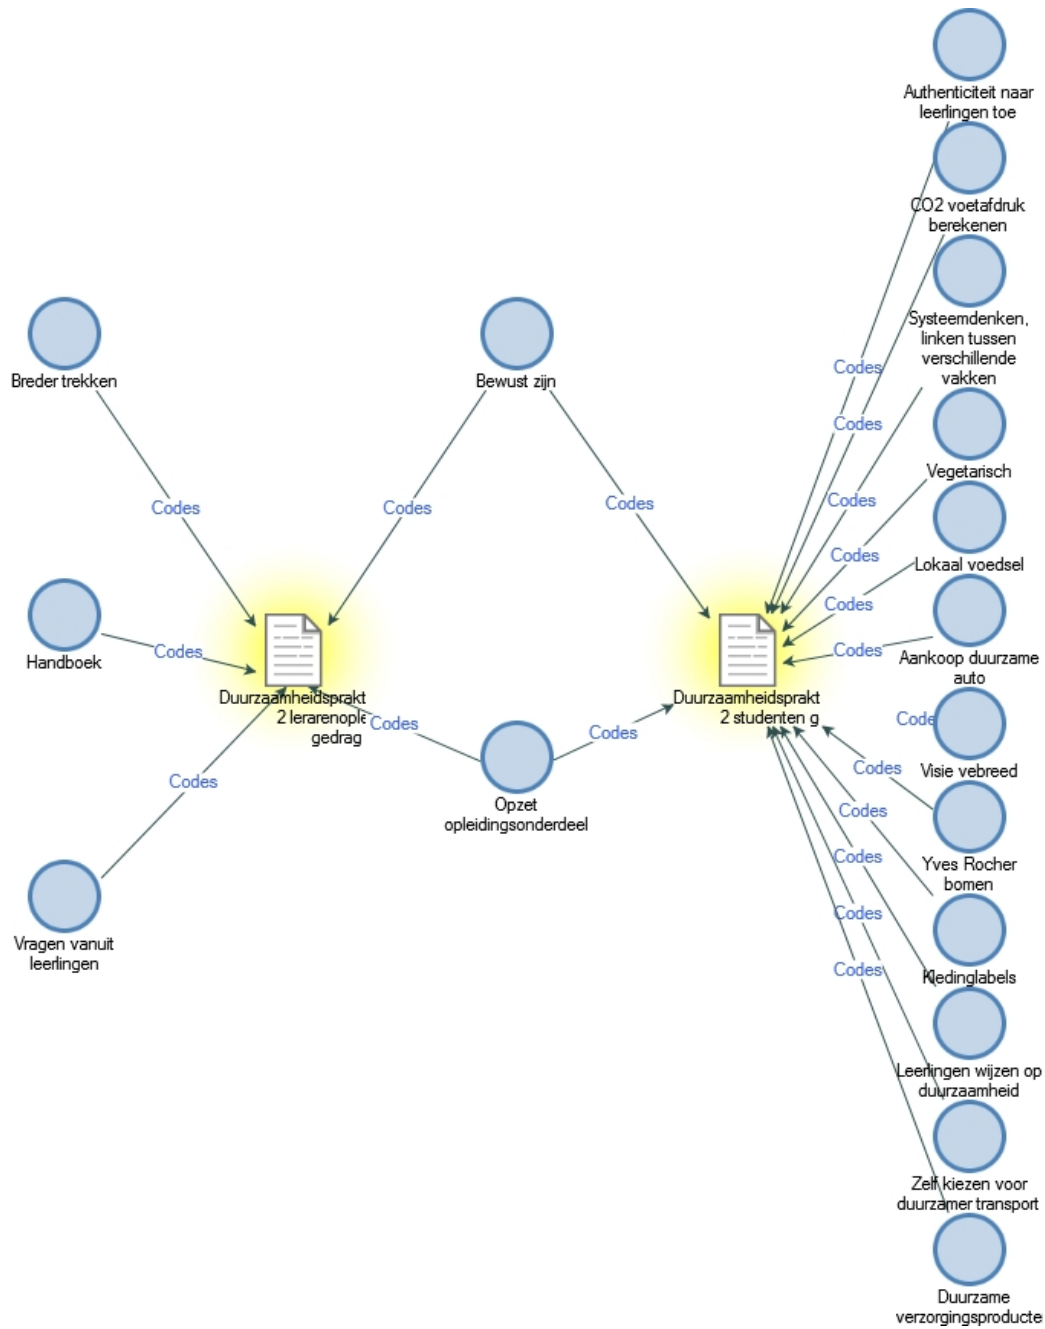 Authenticiteit naar
leerlingen toe
CO2 voetafdruk
berekenen
Systeemdenken,
linken tussen
verschillende
vakken
Breder trekken
Bewust zijn
Codes
Codes
Vegetarisch
Codes
Codes
Codes
Codes
Codes
Lokaal voedsel
Codes
Handboek
Codes
Codes
Aankoop duurzame
auto
Duurzaamheidsprakt
2 lerarenople
gedrag
Duurzaamheidsprakt
2 studenten g
Codes
Codes
Code
Visie vebreed
Codes
Codes
Opzet
opleidingsonderdeel
Codes
Yves Rocher
bomen
Codes
Codes
Vragen vanuit
leerlingen
Codes
Kledinglabels
Leerlingen wijzen op
duurzaamheid
Zelf kiezen voor
duurzamer transport
Duurzame
verzorgingsproducte